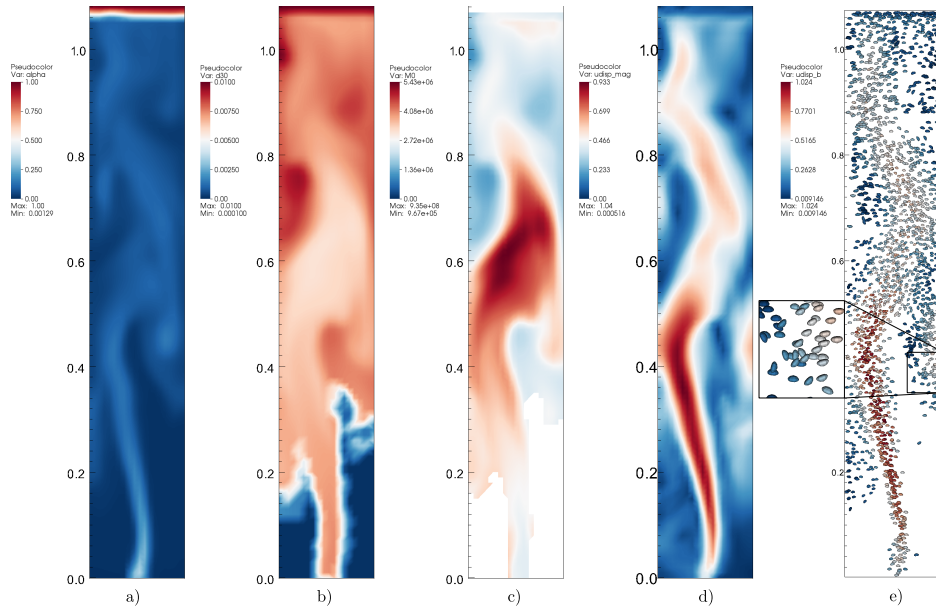 Pseudocolor
Var: alpha
1.00
0.750
0.500
0.250
0.00
Max: 1.00
Min: 0.00129
1.0
0.8
0.6
0.4
0.2
0.0
a)
Pseudocolor
Var: d30
0.0100
0.00750
0.00500
0.00250
0.00
Max: 0.0100
Min: 0.000100
1.0
0.8
0.6
0.4
0.2
0.0
b)
Pseudocolor
Var: M0
5.43e+06
4.08e+06
2.72e+06
1.36e+06
0.00
Max: 9.35e+08
Min: 9.67e+05
1.0
0.8
0.6
0.4
0.2
0.0
c)
Pseudocolor
Var: udisp_mag
0.933
0.699
0.466
0.233
0.00
Max: 1.04
Min: 0.000516
1.0
0.8
0.6
0.4
0.2
0.0
d)
Pseudocolor
Var: udisp_b
1.024
0.7701
0.5165
0.2628
0.009146
Max: 1.024
Min: 0.009146
1.0
0.8
0.6
0.2
0.0
e)